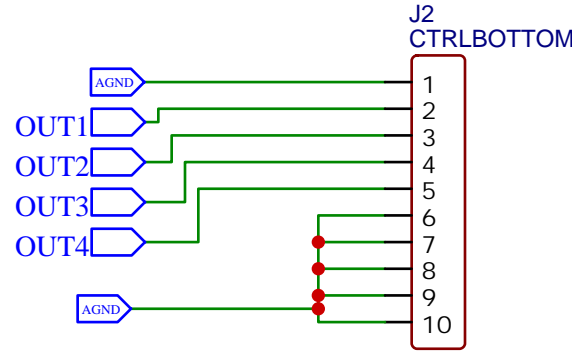 J2
CTRLBOTTOM
AGND
1
OUT1
2
OUT2
3
OUT3
4
OUT4
5
6
7
8
9
AGND
10